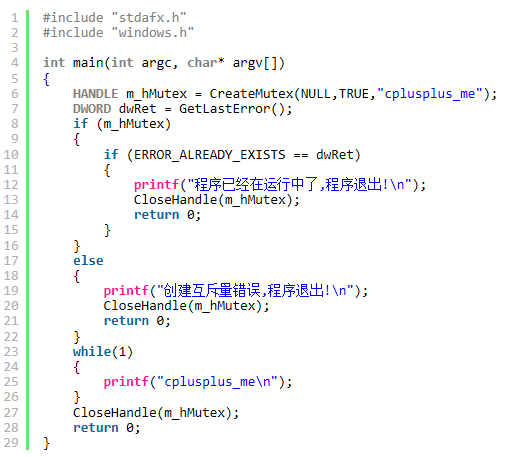 1 #include "stdafx.h"
2 #include "windows.h"
3
4 int main(int argc, char* argv[])
5 {
6     HANDLE m_hMutex = CreateMutex(NULL,TRUE,"cplusplus_me");
7     DWORD dwRet = GetLastError();
8     if (m_hMutex)
9     {
10         if (ERROR_ALREADY_EXISTS == dwRet)
11         {
12             printf("程序已经在运行中了,程序退出!\n");
13             CloseHandle(m_hMutex);
14             return 0;
15         }
16     }
17     else
18     {
19         printf("创建互斥量错误,程序退出!\n");
20         CloseHandle(m_hMutex);
21         return 0;
22     }
23     while(1)
24     {
25         printf("cplusplus_me\n");
26     }
27     CloseHandle(m_hMutex);
28     return 0;
29 }